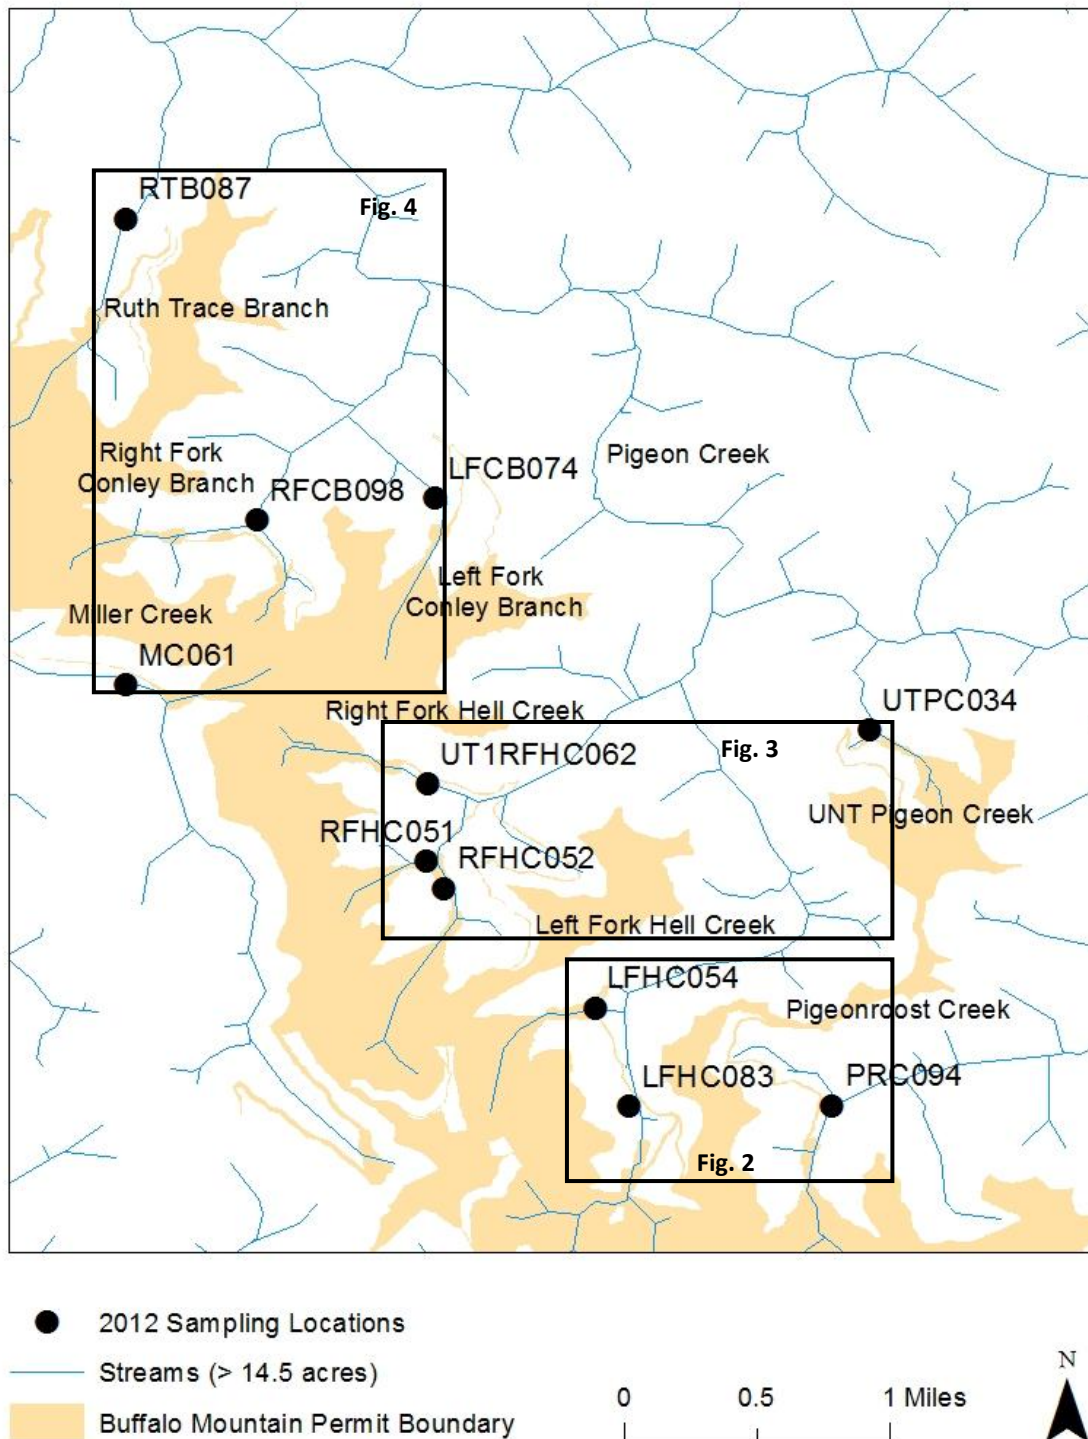 RTB087
Fig. 4
Ruth Trace Branch
Right Fork
Conley Branch
RFCB098
LFCB074
Pigeon Creek
Left Fork
Conley Branch
Miller Creek
MC061
Right Fork Hell Creek
UTPC034
Fig. 3
UT1RFHC062
UNT Pigeon Creek
RFHC051
RFHC052
Left Fork Hell Creek
LFHC054
Pigeonroost Creek
LFHC083
PRC094
Fig. 2
2012 Sampling Locations
Streams (> 14.5 acres)
Buffalo Mountain Permit Boundary
0 0.5 1 Miles
N